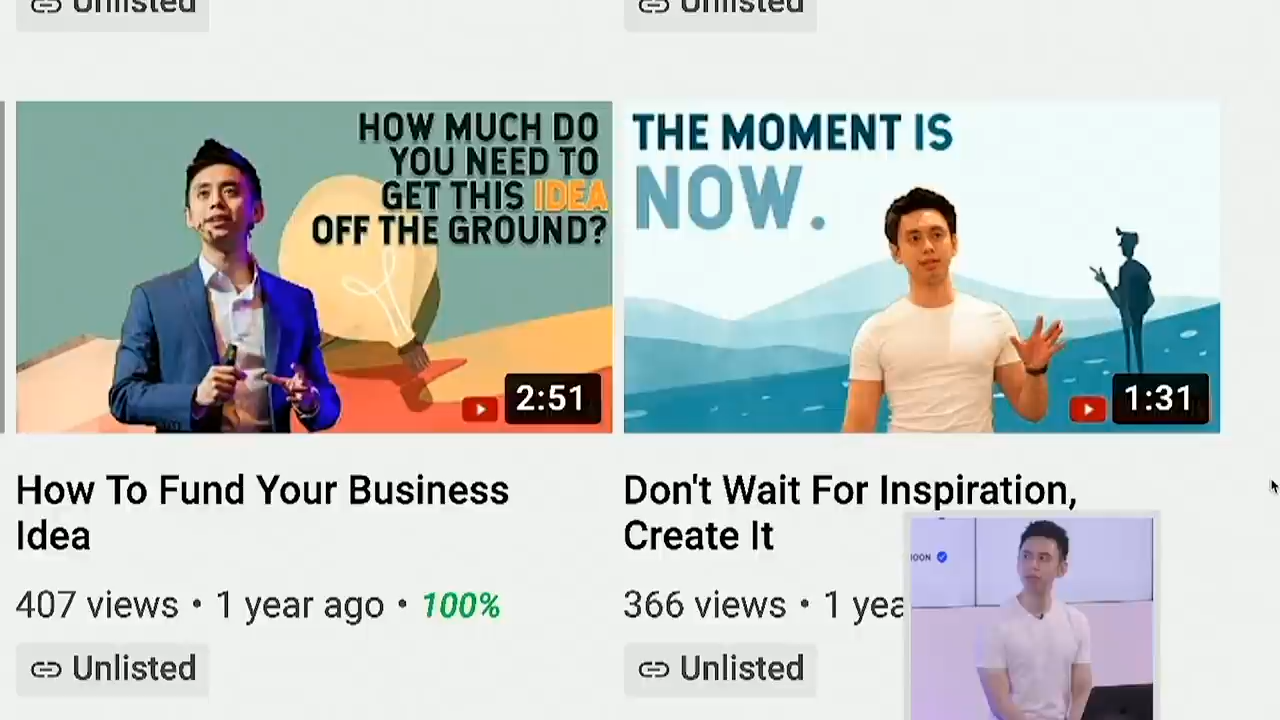 Unlisted
Unlisted
HOW MUCH DO
YOU NEED TO
GET THIS IDEA
OFF THE GROUND?
2:51
THE MOMENT IS
NOW.
1:31
How To Fund Your Business
Idea
407 views • 1 year ago • 100%
Unlisted
Don't Wait For Inspiration,
Create It
366 views • 1 yea
Unlisted
IOON